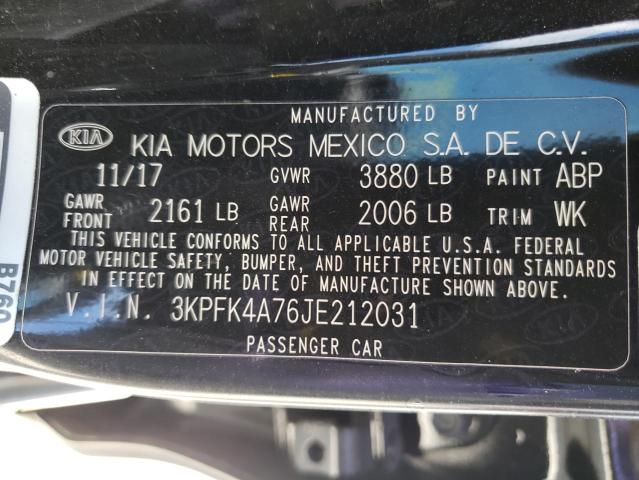 MANUFACTURED BY
KIA KIA MOTORS MEXICO S.A. DE C.V.
11/17 GVWR 3880 LB PAINT ABP
GAWR FRONT 2161 LB GAWR REAR 2006 LB TRIM WK
THIS VEHICLE CONFORMS TO ALL APPLICABLE U.S.A. FEDERAL
MOTOR VEHICLE SAFETY, BUMPER, AND THEFT PREVENTION STANDARDS
IN EFFECT ON THE DATE OF MANUFACTURE SHOWN ABOVE.
V.I.N. 3KPFK4A76JE212031
PASSENGER CAR
B760